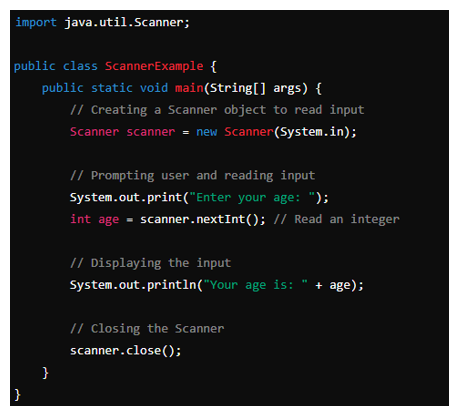 import java.util.Scanner;
public class ScannerExample {
public static void main(String[] args) {
// Creating a Scanner object to read input
Scanner scanner = new Scanner(System.in);
// Prompting user and reading input
System.out.print("Enter your age: ");
int age = scanner.nextInt(); // Read an integer
// Displaying the input
System.out.println("Your age is: " + age);
// Closing the Scanner
scanner.close();
}
}